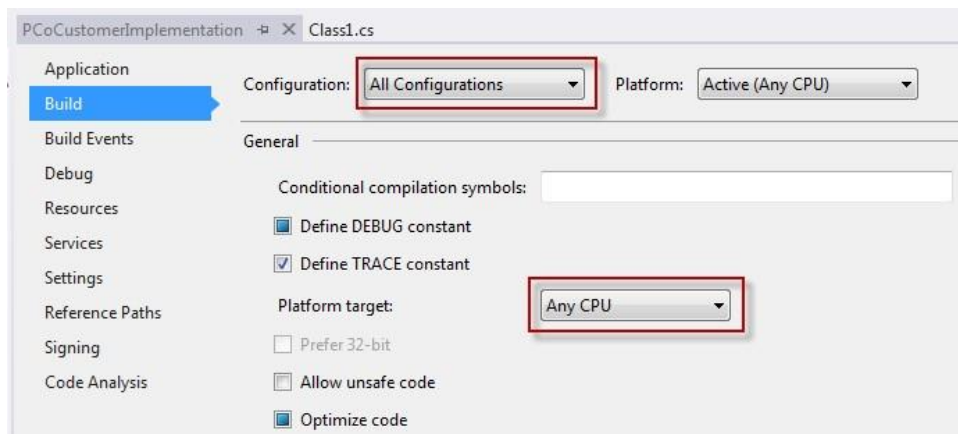 PCoCustomerImplementation Class1.cs
Application
Build
Build Events
Debug
Resources
Services
Settings
Reference Paths
Signing
Code Analysis
Configuration: All Configurations Platform: Active (Any CPU)
General
Conditional compilation symbols:
Define DEBUG constant
Define TRACE constant
Platform target: Any CPU
Prefer 32-bit
Allow unsafe code
Optimize code